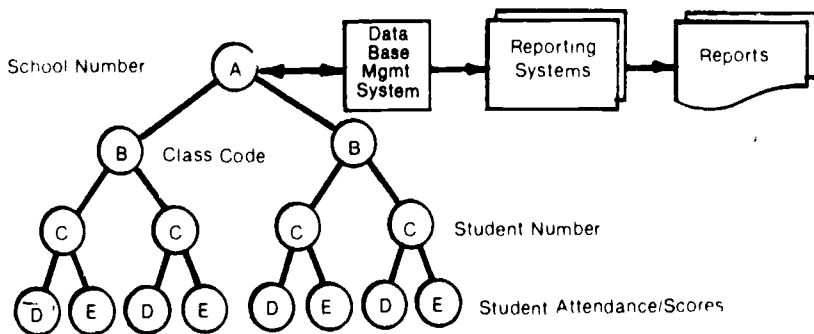 School Number
A
Data
Base
Mgmt
System
Reporting
Systems
Reports
B
Class Code
B
C
C
C
C
Student Number
D
E
D
E
D
E
D
E
Student Attendance/Scores